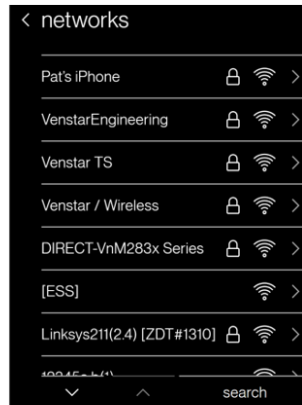 networks
Pat's iPhone
VenstarEngineering
Venstar TS
Venstar / Wireless
DIRECT-VnM283x Series
[ESS]
Linksys211(2.4) [ZDT#1310]
search